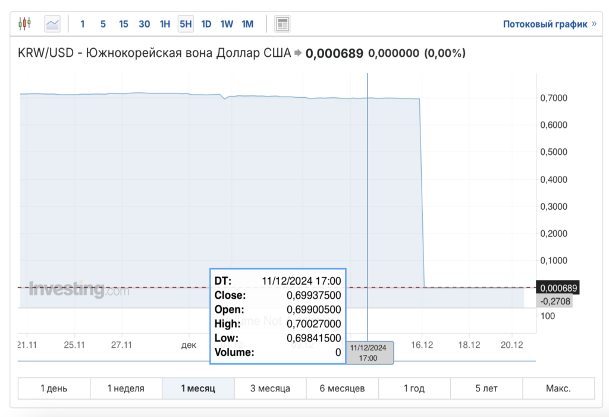 1 5 15 30 1H 5H 1D 1W 1M Потоковый график »
KRW/USD - Южнокорейская вона Доллар США 0,000689 0,000000 (0,00%)
0,7000
0,6000
0,5000
0,4000
0,3000
0,2000
0,1000
0,000689
-0,2708
100
Investing.com
DT: 11/12/2024 17:00
Close: 0,69937500
Open: 0,69900500
High: 0,70027000
Low: 0,69841500
Volume: 0
21.11 25.11 27.11 дек 11/12/2024 16.12 18.12 20.12
17:00
1 день 1 неделя 1 месяц 3 месяца 6 месяцев 1 год 5 лет Макс.